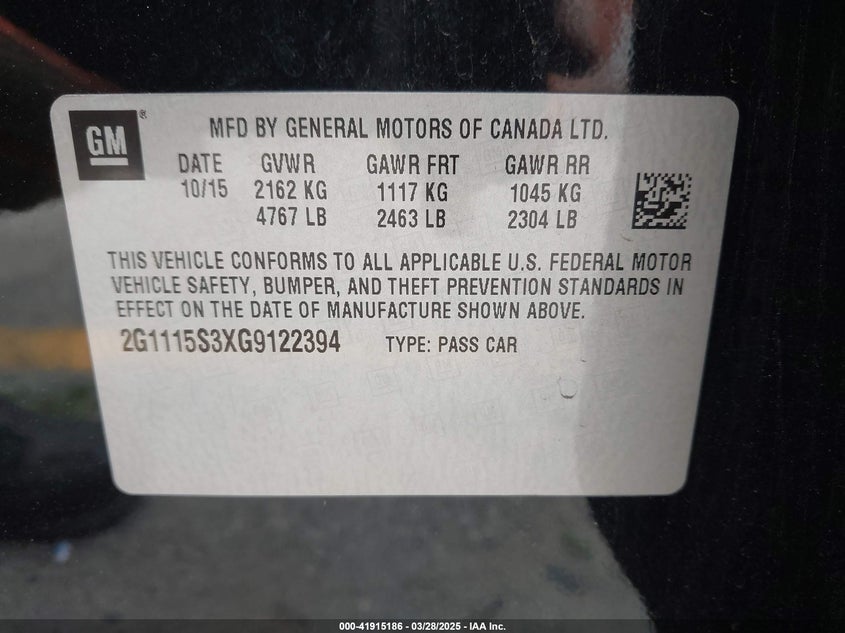 GM ®
MFD BY GENERAL MOTORS OF CANADA LTD.
DATE GVWR GAWR FRT GAWR RR
10/15 2162 KG 1117 KG 1045 KG
4767 LB 2463 LB 2304 LB
THIS VEHICLE CONFORMS TO ALL APPLICABLE U.S. FEDERAL MOTOR
VEHICLE SAFETY, BUMPER, AND THEFT PREVENTION STANDARDS IN
EFFECT ON THE DATE OF MANUFACTURE SHOWN ABOVE.
2G1115S3XG9122394 TYPE: PASS CAR
000-41915186 - 03/28/2025 - IAA Inc.